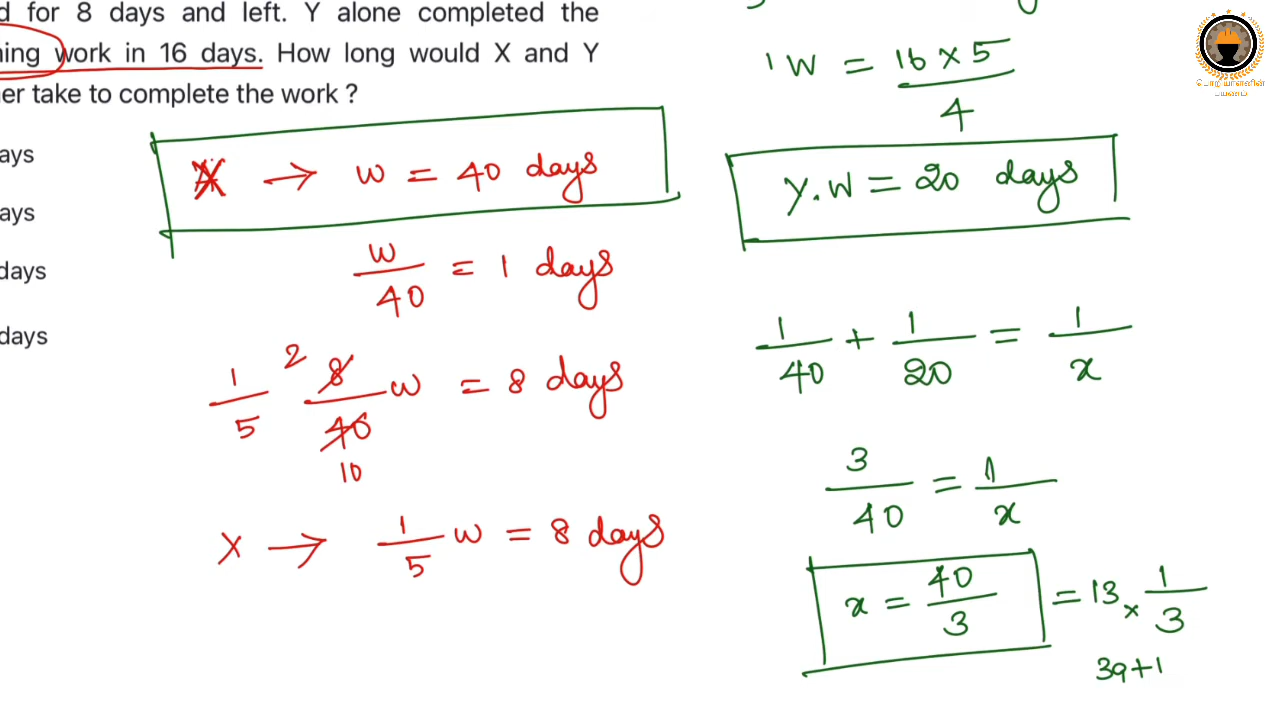 d for 8 days and left. Y alone completed the
ning work in 16 days. How long would X and Y
er take to complete the work ?
ays
ays
days
days
X → W = 40 days
W/40 = 1 days
1/5 2 8/40 W = 8 days
10
X → 1/5 W = 8 days
1 W = 16 × 5/4
Y.W = 20 days
1/40 + 1/20 = 1/x
3/40 = 1/x
x = 40/3 = 13 × 1/3
39+1
பொறியாளனின்
பயணம்